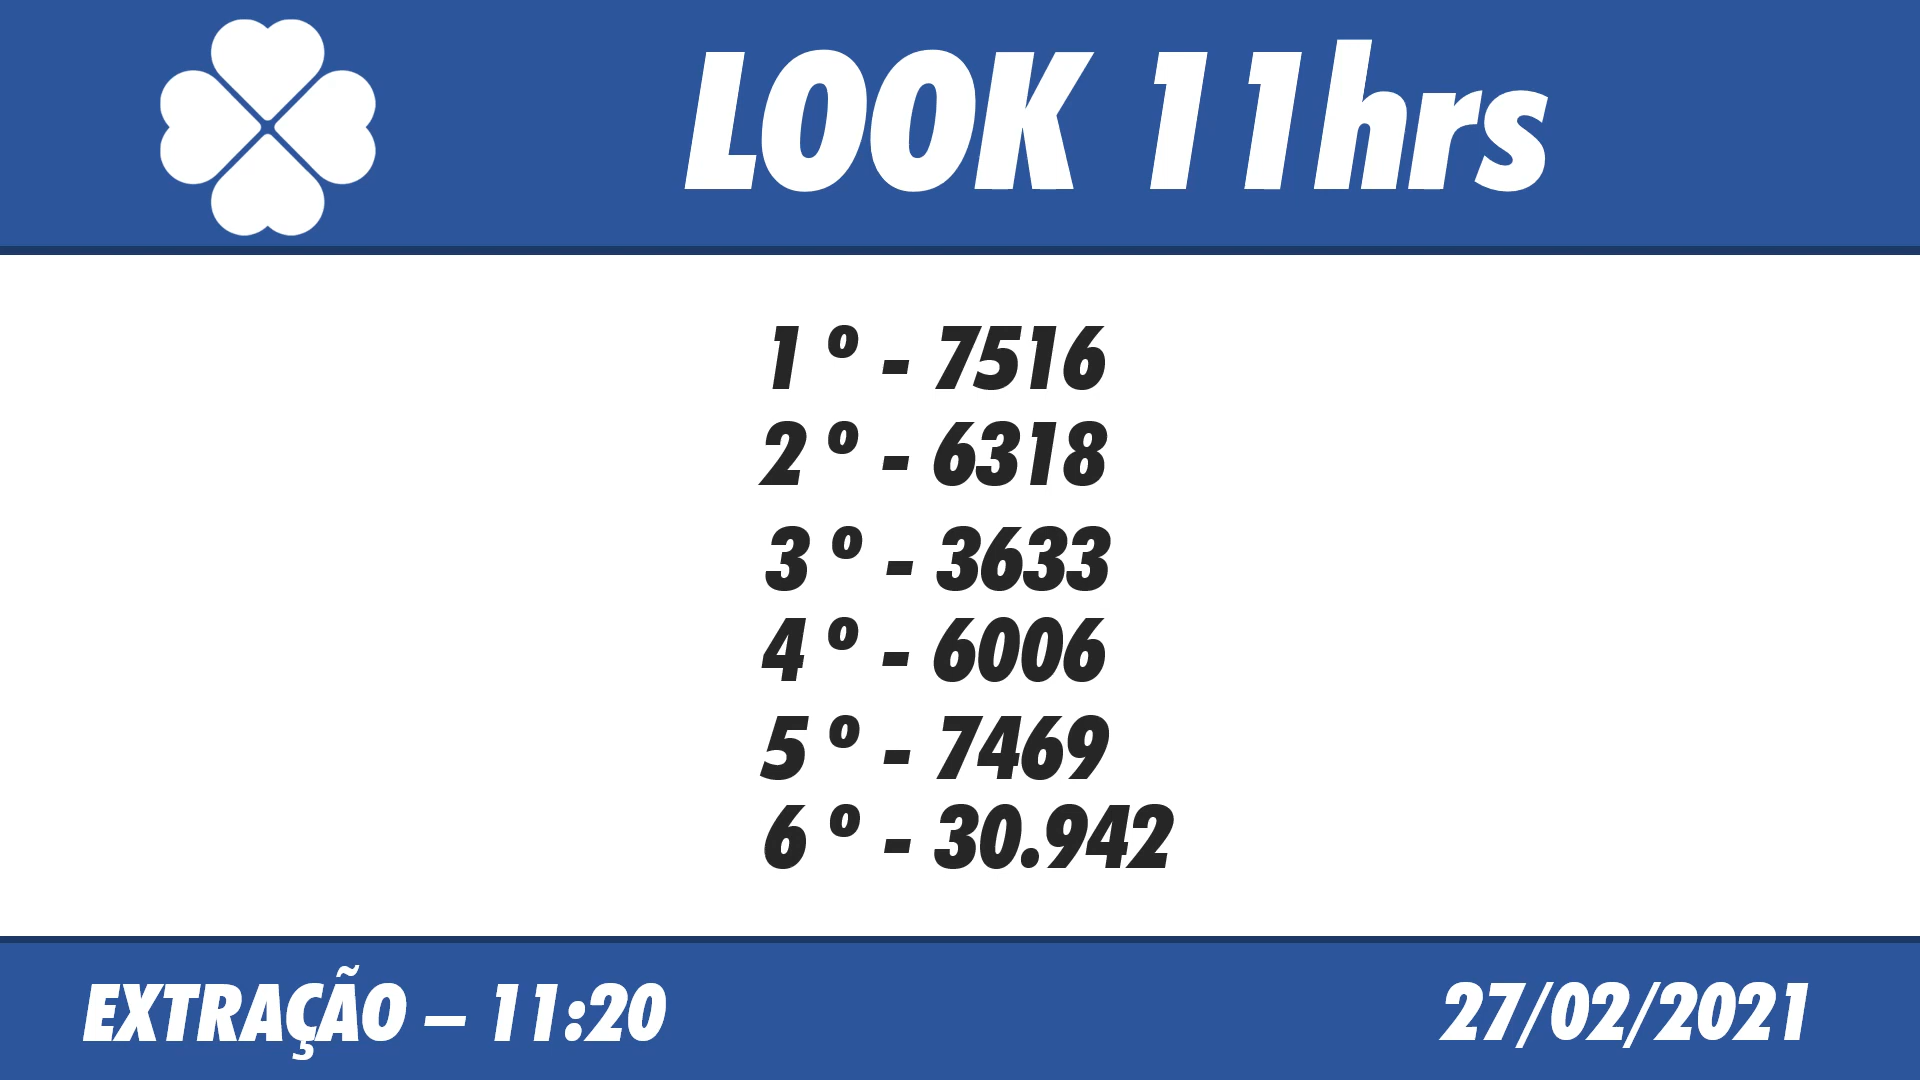 LOOK 11hrs
1 º - 7516
2 º - 6318
3 º - 3633
4 º - 6006
5 º - 7469
6 º - 30.942
EXTRAÇÃO – 11:20
27/02/2021